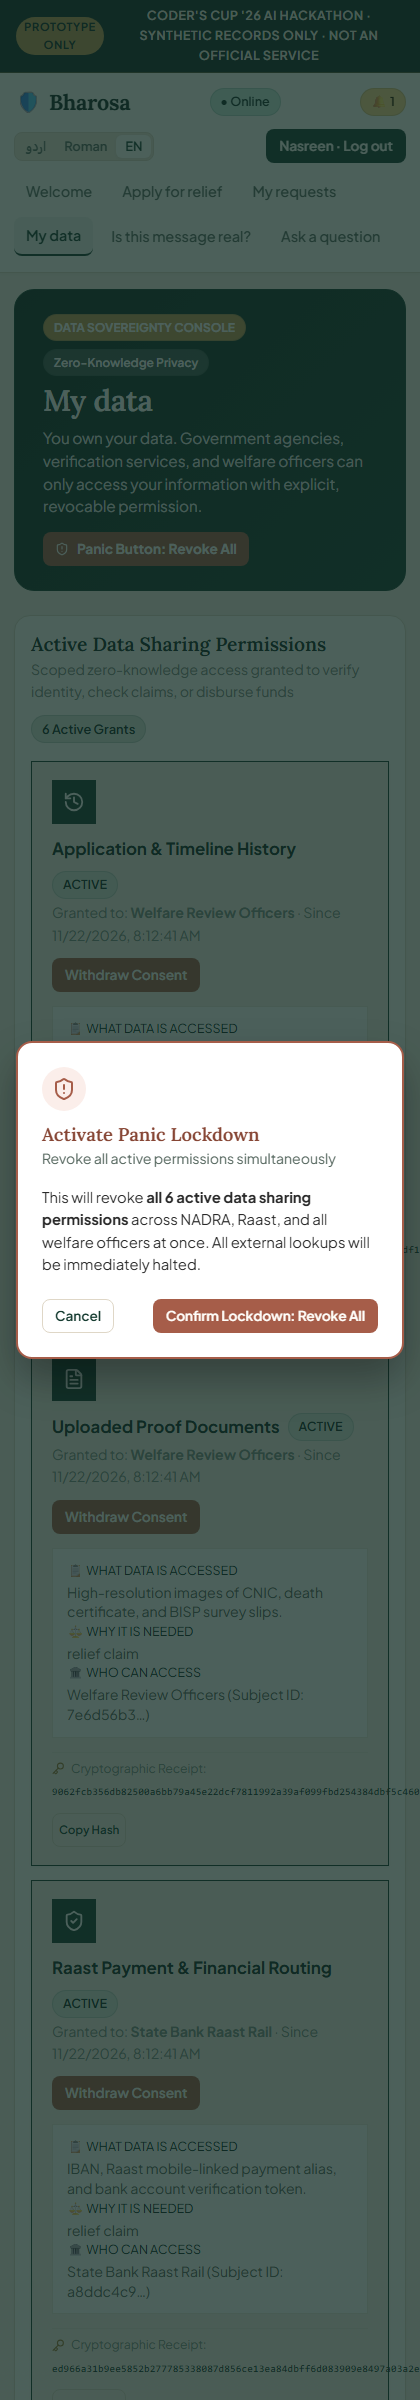 PROTOTYPE
ONLY
CODER'S CUP '26 AI HACKATHON ·
SYNTHETIC RECORDS ONLY · NOT AN
OFFICIAL SERVICE
Bharosa
• Online
1
اردو
Roman
EN
Nasreen · Log out
Welcome
Apply for relief
My requests
My data
Is this message real?
Ask a question
DATA SOVEREIGNTY CONSOLE
Zero-Knowledge Privacy
My data
You own your data. Government agencies,
verification services, and welfare officers can
only access your information with explicit,
revocable permission.
Panic Button: Revoke All
Active Data Sharing Permissions
Scoped zero-knowledge access granted to verify
identity, check claims, or disburse funds
6 Active Grants
Application & Timeline History
ACTIVE
Granted to: Welfare Review Officers · Since
11/22/2026, 8:12:41 AM
Withdraw Consent
WHAT DATA IS ACCESSED
Activate Panic Lockdown
Revoke all active permissions simultaneously
This will revoke all 6 active data sharing
permissions across NADRA, Raast, and all
welfare officers at once. All external lookups will
be immediately halted.
Cancel
Confirm Lockdown: Revoke All
Uploaded Proof Documents
ACTIVE
Granted to: Welfare Review Officers · Since
11/22/2026, 8:12:41 AM
Withdraw Consent
WHAT DATA IS ACCESSED
High-resolution images of CNIC, death
certificate, and BISP survey slips.
WHY IT IS NEEDED
relief claim
WHO CAN ACCESS
Welfare Review Officers (Subject ID:
7e6d56b3…)
Cryptographic Receipt:
9062fcb356db82500a6bb79a45e22dcf7811992a39af099fbd254384dbf5c460
Copy Hash
Raast Payment & Financial Routing
ACTIVE
Granted to: State Bank Raast Rail · Since
11/22/2026, 8:12:41 AM
Withdraw Consent
WHAT DATA IS ACCESSED
IBAN, Raast mobile-linked payment alias,
and bank account verification token.
WHY IT IS NEEDED
relief claim
WHO CAN ACCESS
State Bank Raast Rail (Subject ID:
a8ddc4c9…)
Cryptographic Receipt:
ed966a31b9ee5852b277785338087d856ce13ea84dbff6d083909e8497a03a2e